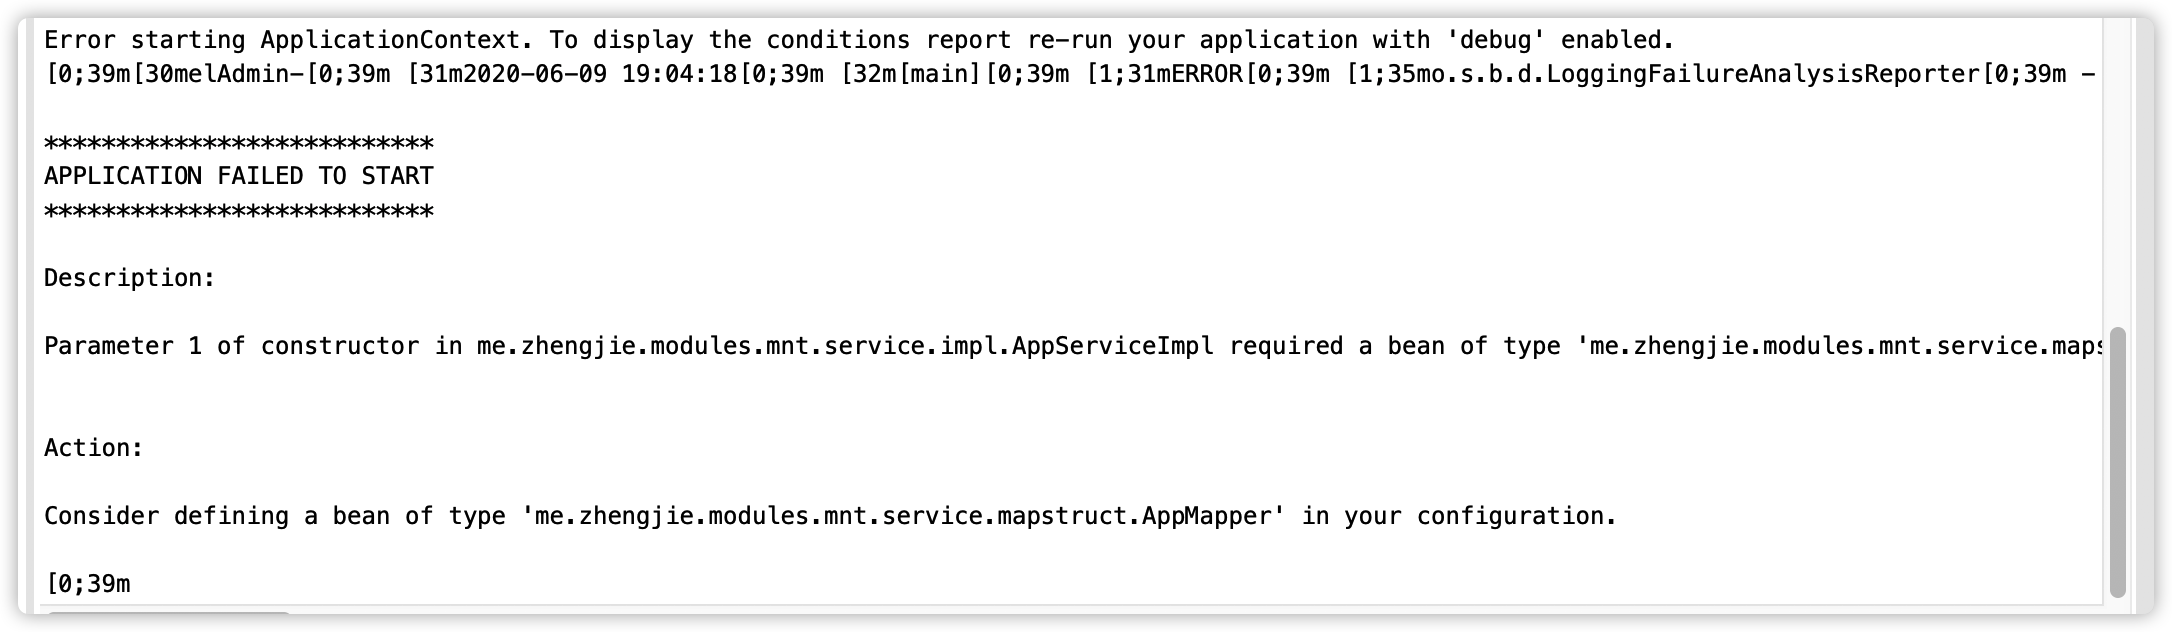 Error starting ApplicationContext. To display the conditions report re-run your application with 'debug' enabled.
[0;39m[30melAdmin-[0;39m [31m2020-06-09 19:04:18[0;39m [32m[main][0;39m [1;31mERROR[0;39m [1;35mo.s.b.d.LoggingFailureAnalysisReporter[0;39m -
***************************
APPLICATION FAILED TO START
***************************
Description:
Parameter 1 of constructor in me.zhengjie.modules.mnt.service.impl.AppServiceImpl required a bean of type 'me.zhengjie.modules.mnt.service.maps
Action:
Consider defining a bean of type 'me.zhengjie.modules.mnt.service.mapstruct.AppMapper' in your configuration.
[0;39m